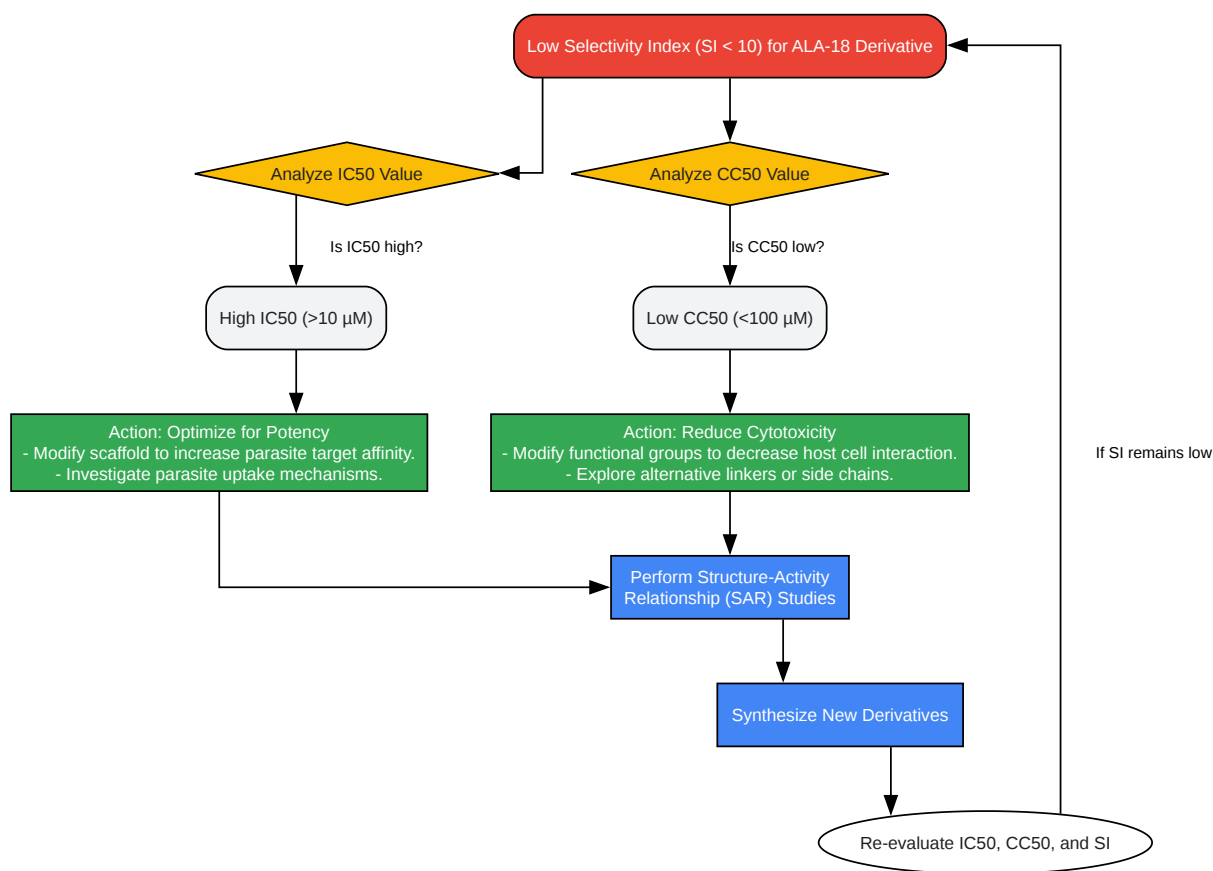 Low Selectivity Index (SI < 10) for ALA-18 Derivative
Analyze IC50 Value
Analyze CC50 Value
Is IC50 high?
Is CC50 low?
High IC50 (>10 µM)
Low CC50 (<100 µM)
Action: Optimize for Potency
- Modify scaffold to increase parasite target affinity.
- Investigate parasite uptake mechanisms.
Action: Reduce Cytotoxicity
- Modify functional groups to decrease host cell interaction.
- Explore alternative linkers or side chains.
If SI remains low
Perform Structure-Activity
Relationship (SAR) Studies
Synthesize New Derivatives
Re-evaluate IC50, CC50, and SI